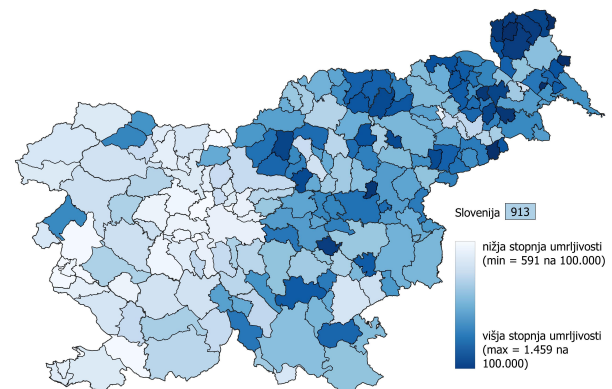 Slovenija 913
nižja stopnja umrljivosti
(min = 591 na 100.000)
višja stopnja umrljivosti
(max = 1.459 na
100.000)